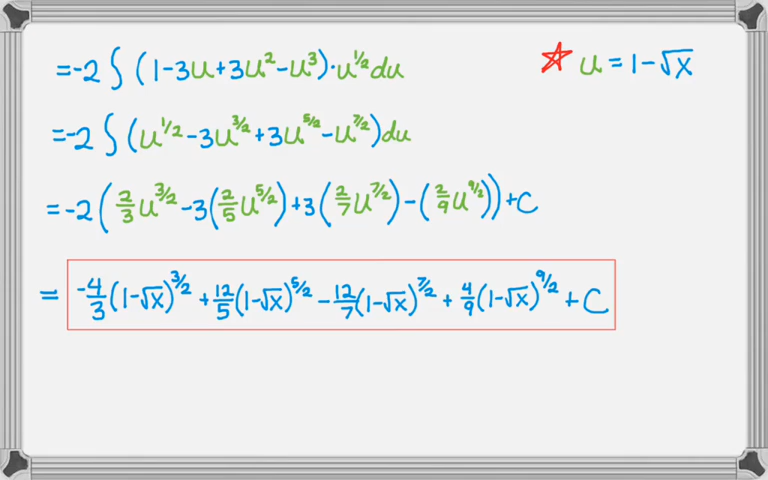 = -2 ∫ (1 - 3u + 3u² - u³) · u^{1/2} du
☆ u = 1 - √x
= -2 ∫ (u^{1/2} - 3u^{3/2} + 3u^{5/2} - u^{7/2}) du
= -2 (2/3 u^{3/2} - 3(2/5 u^{5/2}) + 3(2/7 u^{7/2}) - (2/9 u^{9/2})) + C
= -4/3 (1-√x)^{3/2} + 12/5 (1-√x)^{5/2} - 12/7 (1-√x)^{7/2} + 4/9 (1-√x)^{9/2} + C